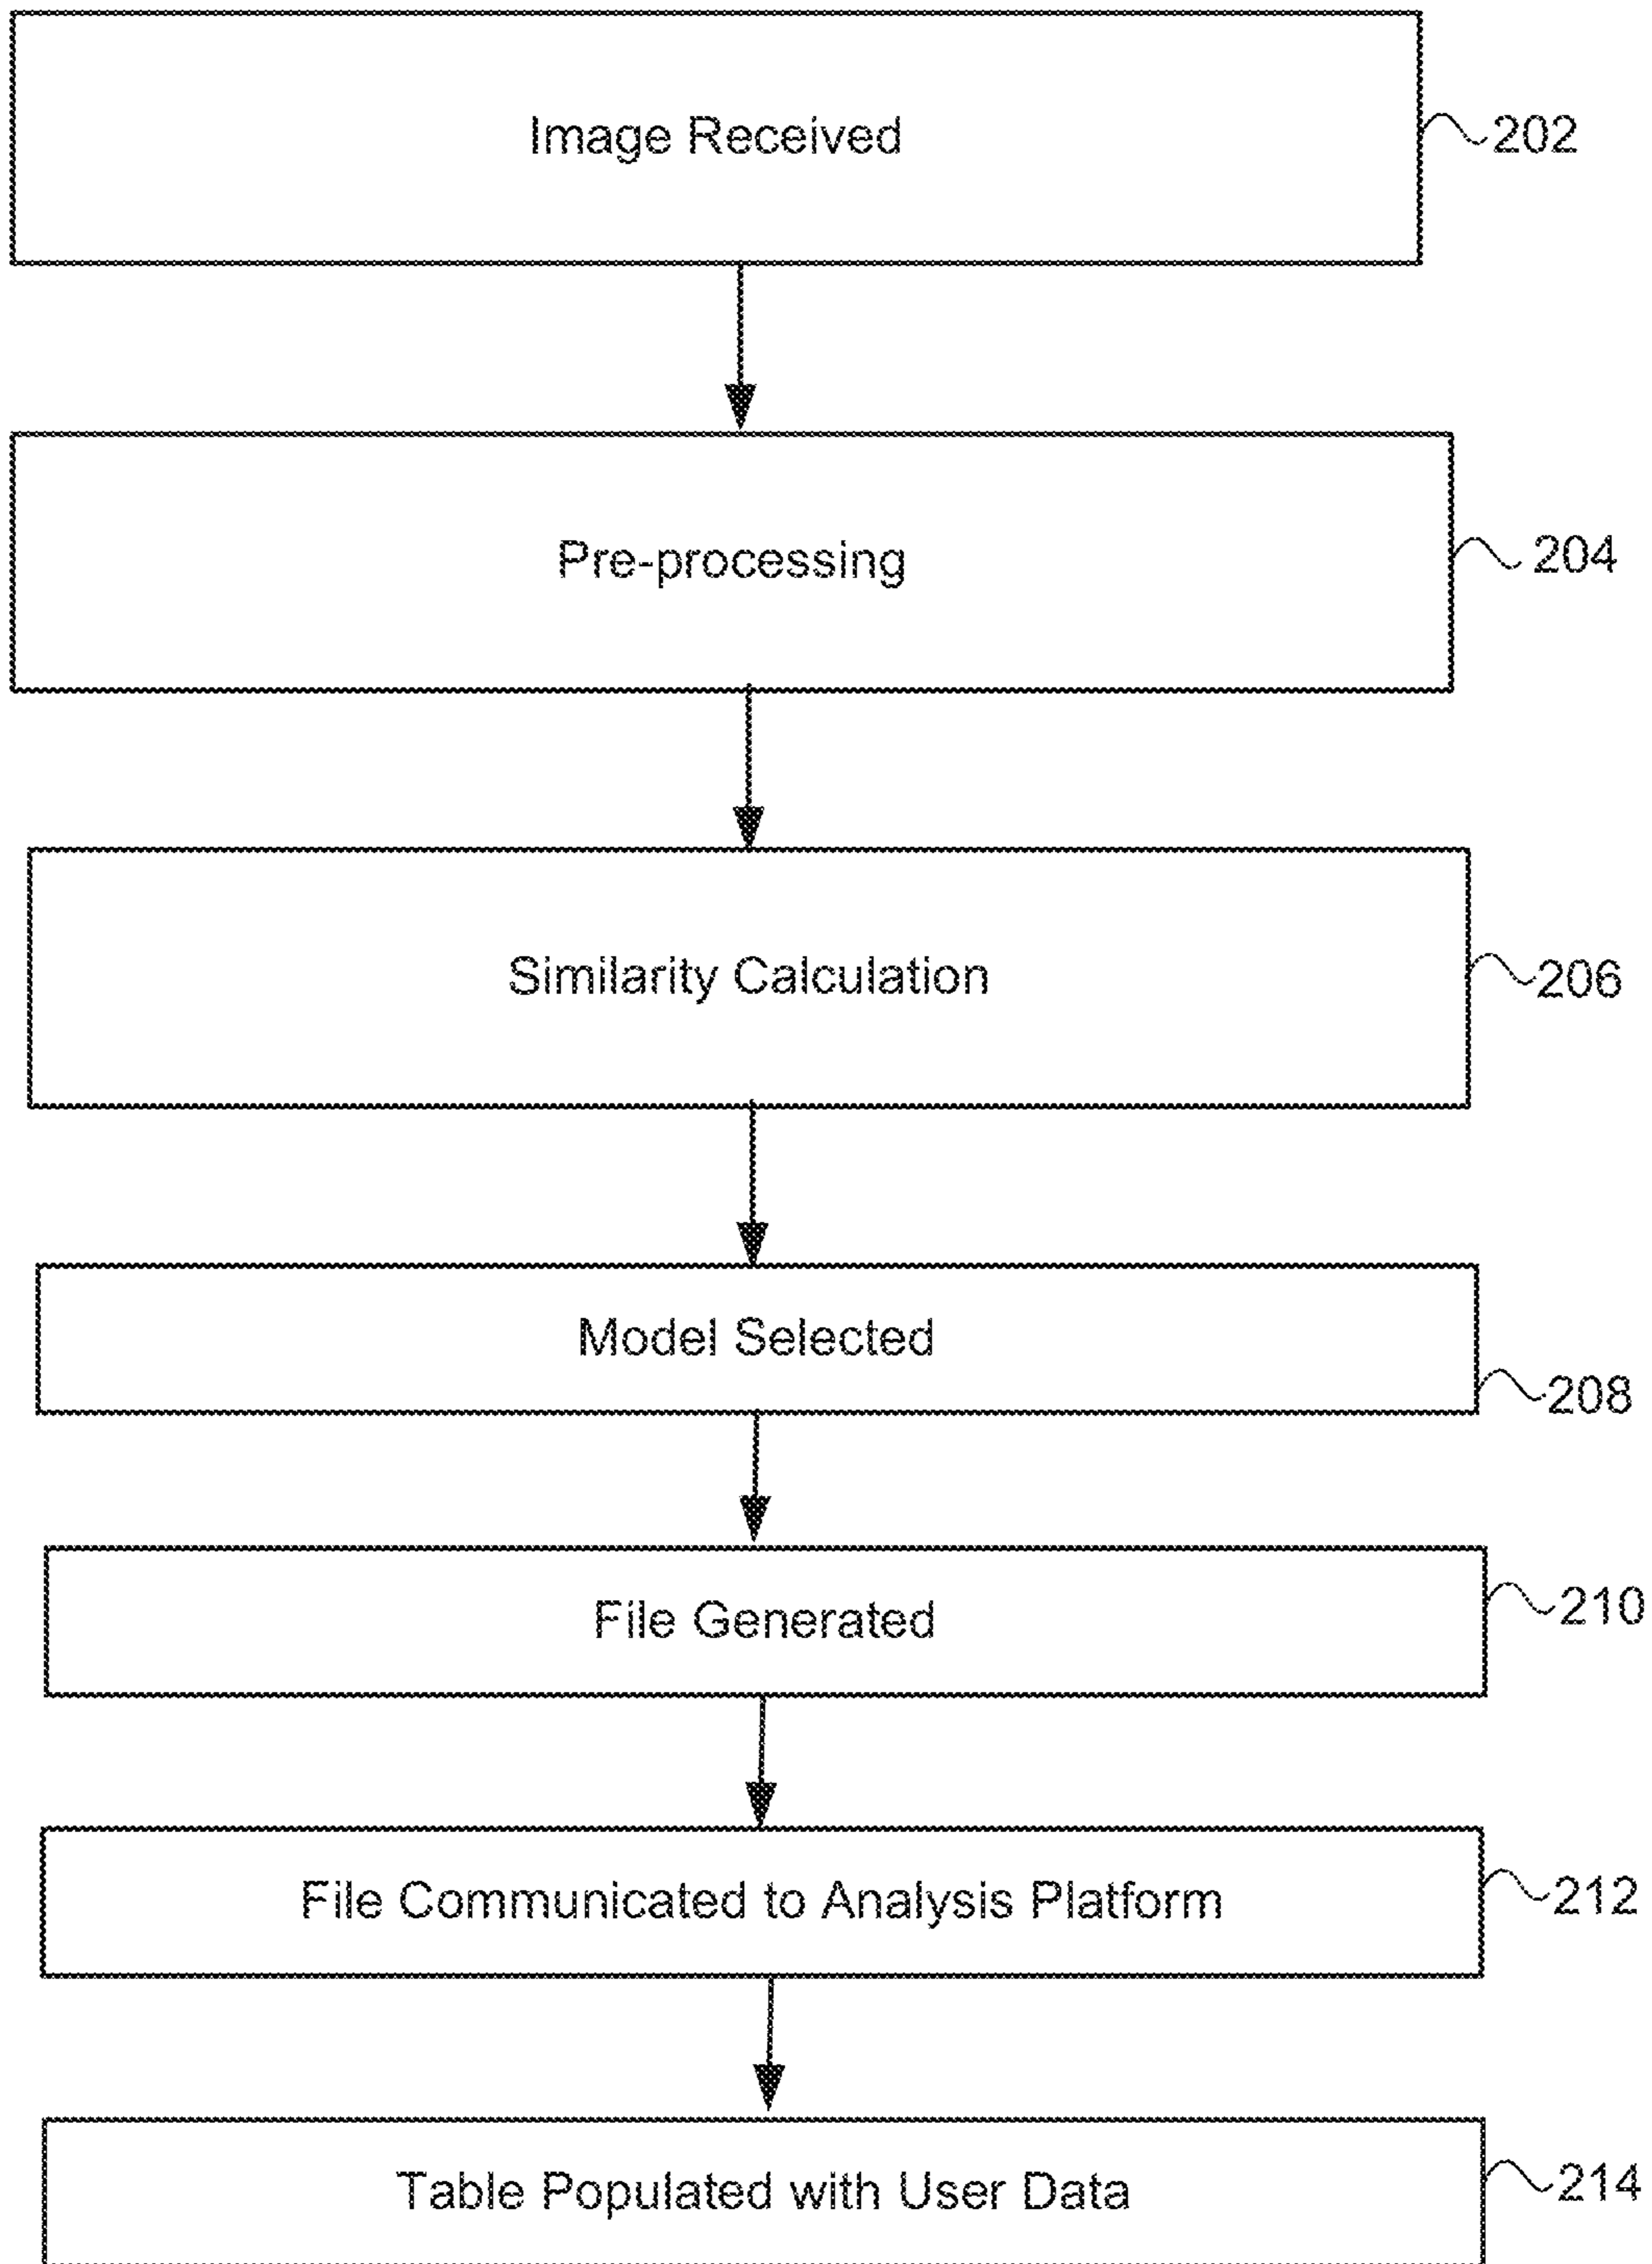 Image Received
202
Pre-processing
204
Similarity Calculation
206
Model Selected
208
File Generated
210
File Communicated to Analysis Platform
212
Table Populated with User Data
214